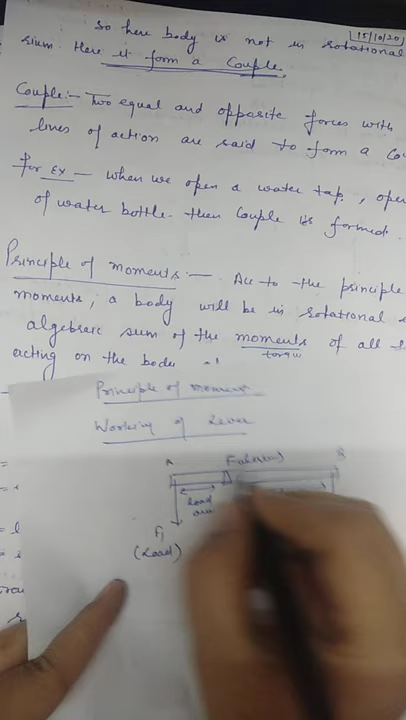 so here body is not in rotational
15/10/20
sium. Here it form a Couple.
Couple:- Two equal and opposite forces with
lines of action are said to form a Co
For Ex - when we open a water tap, open
of water bottle. then Couple is formed.
Principle of moments:- Acc to the principle
moments, a body will be in rotational
algebraic sum of the moments of all
torque
acting on the body
Principle of moment
Working of Lever
A
Fulcrum)
B
Load
arm
F1
(Load)